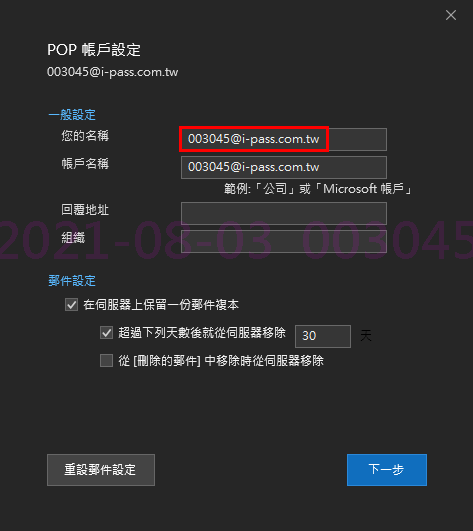 POP 帳戶設定
003045@i-pass.com.tw
一般設定
您的名稱 003045@i-pass.com.tw
帳戶名稱 003045@i-pass.com.tw
範例:「公司」或「Microsoft 帳戶」
回覆地址
2021-08-03 003045
組織
郵件設定
在伺服器上保留一份郵件複本
超過下列天數後就從伺服器移除 30 天
從 [刪除的郵件] 中移除時從伺服器移除
重設郵件設定 下一步